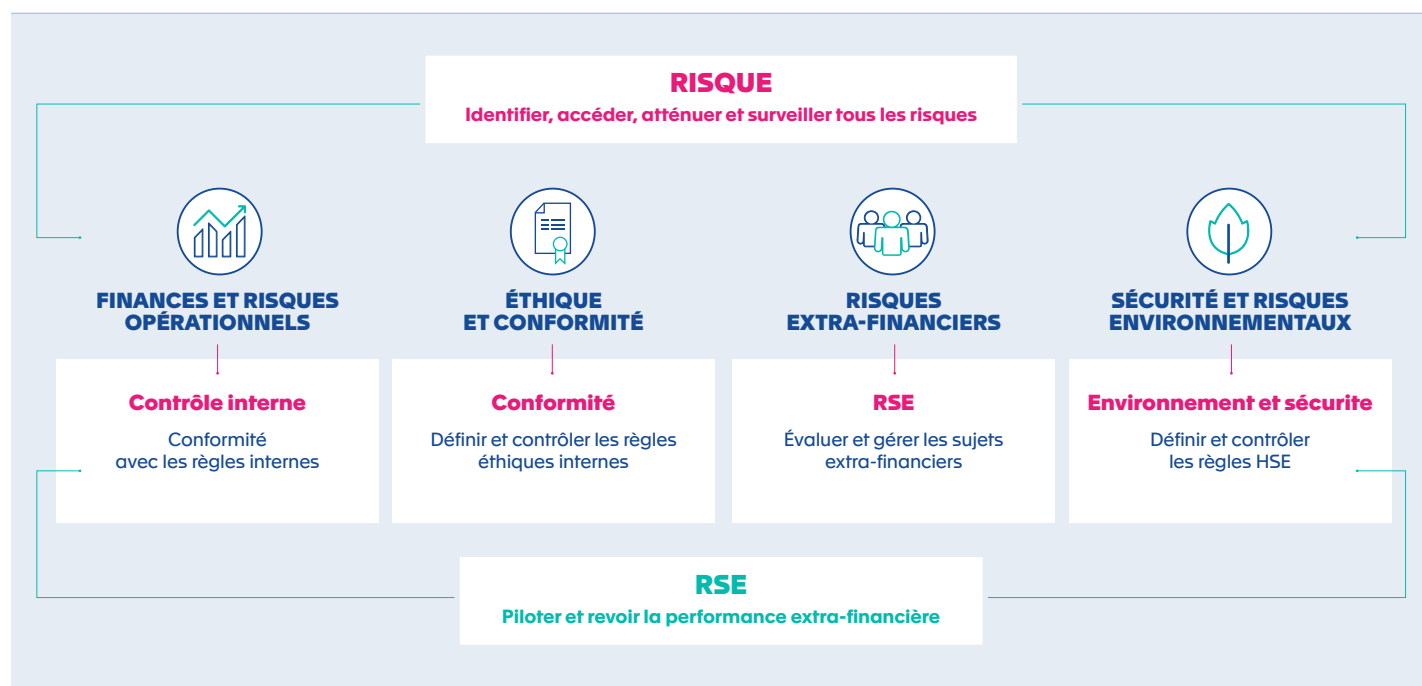 RISQUE
Identifier, accéder, atténuer et surveiller tous les risques
FINANCES ET RISQUES
OPÉRATIONNELS
Contrôle interne
Conformité
avec les règles internes
ÉTHIQUE
ET CONFORMITÉ
Conformité
Définir et contrôler les règles
éthiques internes
RISQUES
EXTRA-FINANCIERS
RSE
Évaluer et gérer les sujets
extra-financiers
SÉCURITÉ ET RISQUES
ENVIRONNEMENTAUX
Environnement et sécurite
Définir et contrôler
les règles HSE
RSE
Piloter et revoir la performance extra-financière